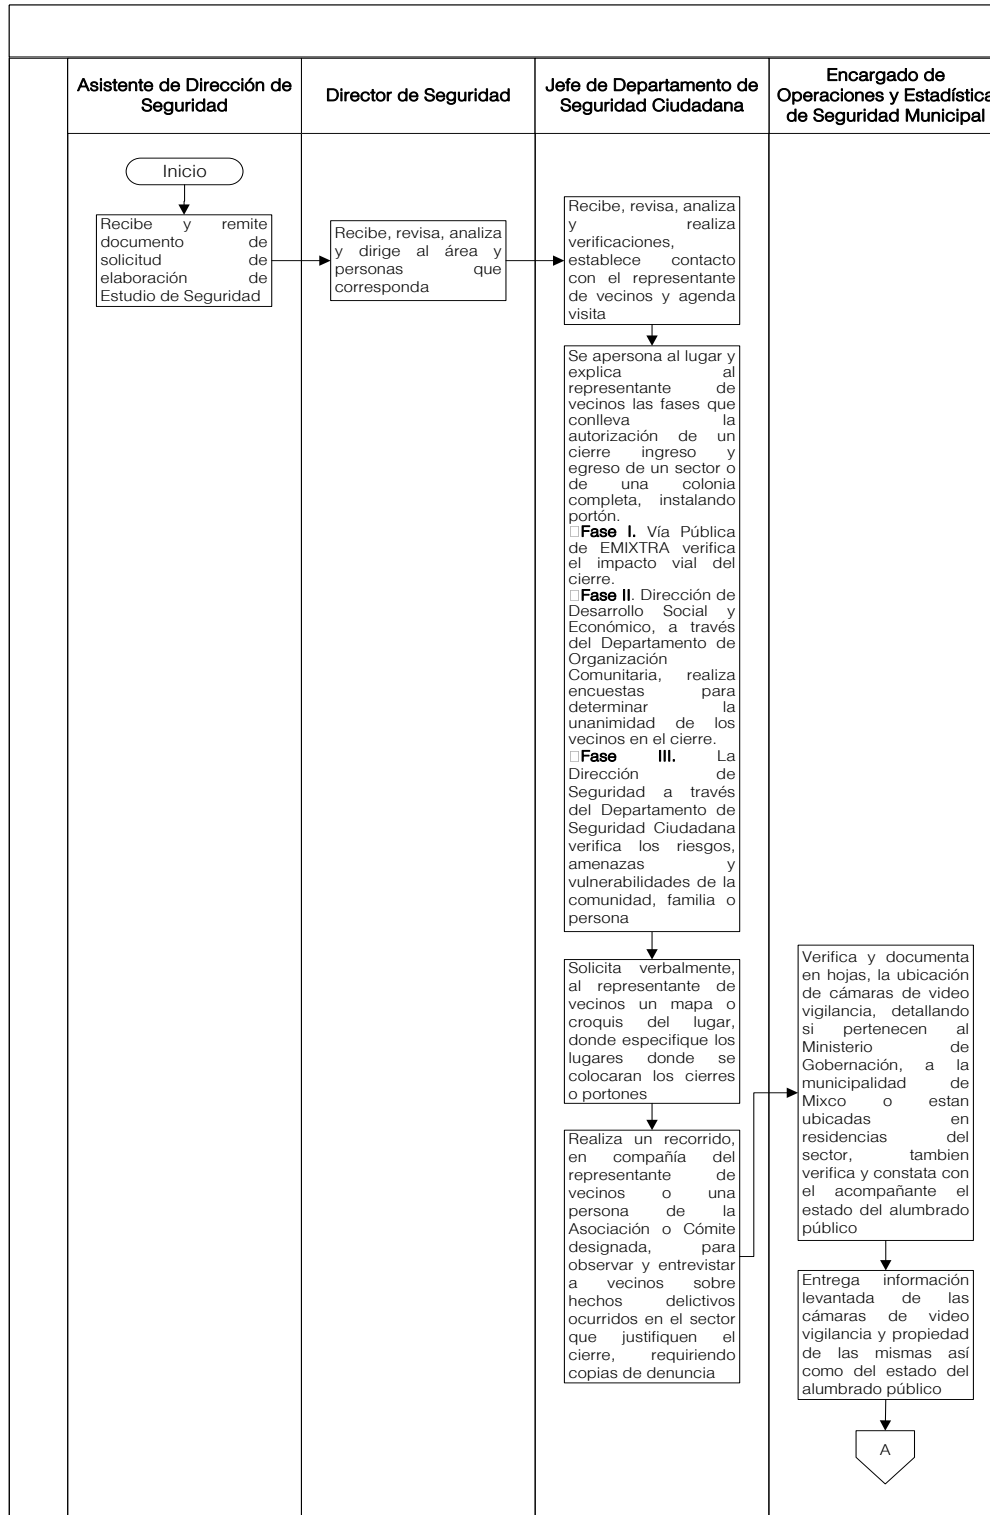 Asistente de Dirección de
Seguridad
Director de Seguridad
Jefe de Departamento de
Seguridad Ciudadana
Encargado de
Operaciones y Estadística
de Seguridad Municipal
Inicio
Recibe y remite
documento de
solicitud de
elaboración de
Estudio de Seguridad
Recibe, revisa, analiza
y dirige al área y
personas que
corresponda
Recibe, revisa, analiza
y realiza
verificaciones,
establece contacto
con el representante
de vecinos y agenda
visita
Se apersona al lugar y
explica al
representante de
vecinos las fases que
conlleva la
autorización de un
cierre ingreso y
egreso de un sector o
de una colonia
completa, instalando
portón.
Fase I. Vía Pública
de EMIXTRA verifica
el impacto vial del
cierre.
Fase II. Dirección de
Desarrollo Social y
Económico, a través
del Departamento de
Organización
Comunitaria, realiza
encuestas para
determinar la
unanimidad de los
vecinos en el cierre.
Fase III. La
Dirección de
Seguridad a través
del Departamento de
Seguridad Ciudadana
verifica los riesgos,
amenazas y
vulnerabilidades de la
comunidad, familia o
persona
Solicita verbalmente,
al representante de
vecinos un mapa o
croquis del lugar,
donde especifique los
lugares donde se
colocaran los cierres
o portones
Realiza un recorrido,
en compañía del
representante de
vecinos o una
persona de la
Asociación o Cómite
designada, para
observar y entrevistar
a vecinos sobre
hechos delictivos
ocurridos en el sector
que justifiquen el
cierre, requiriendo
copias de denuncia
Verifica y documenta
en hojas, la ubicación
de cámaras de video
vigilancia, detallando
si pertenecen al
Ministerio de
Gobernación, a la
municipalidad de
Mixco o estan
ubicadas en
residencias del
sector, tambien
verifica y constata con
el acompañante el
estado del alumbrado
público
Entrega información
levantada de las
cámaras de video
vigilancia y propiedad
de las mismas así
como del estado del
alumbrado público
A